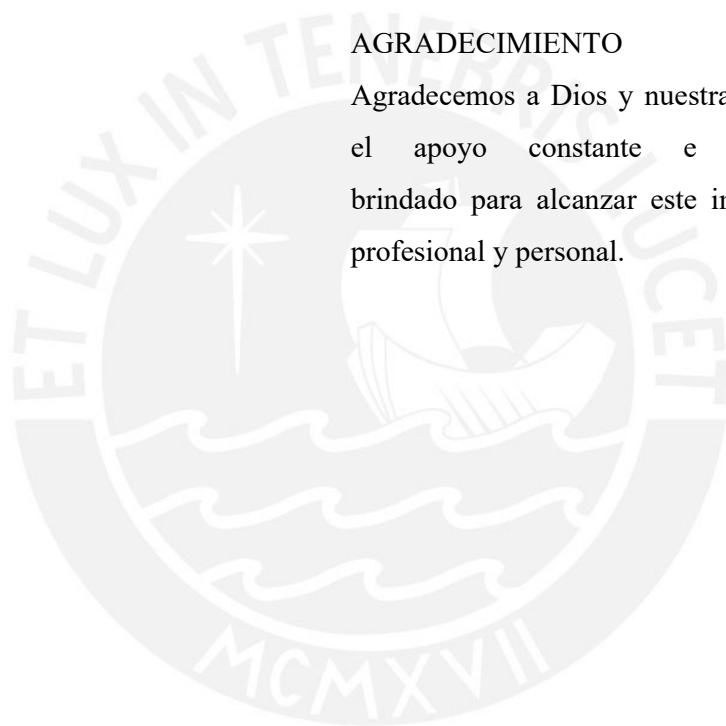 AGRADECIMIENTO
Agradecemos a Dios y nuestra
el apoyo constante e
brindado para alcanzar este
profesional y personal.
ET LUX IN TENEBRIS LUCET
MCMXVII